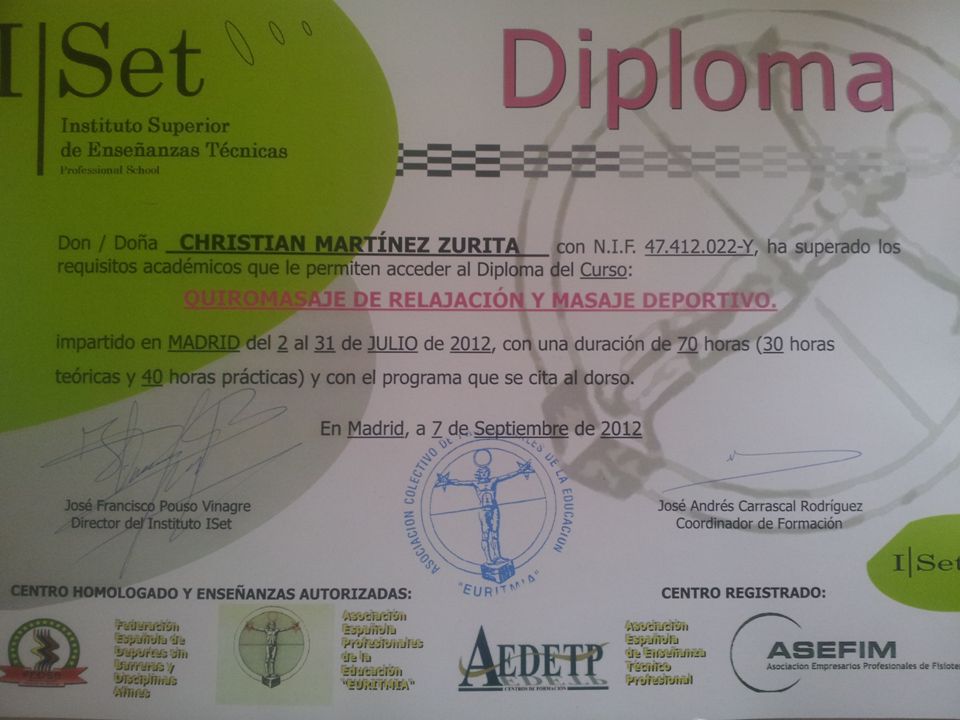 I|Set
Instituto Superior
de Enseñanzas Técnicas
Professional School
Diploma
Don / Doña CHRISTIAN MARTÍNEZ ZURITA con N.I.F. 47.412.022-Y, ha superado los
requisitos académicos que le permiten acceder al Diploma del Curso:
QUIROMASAJE DE RELAJACIÓN Y MASAJE DEPORTIVO.
impartido en MADRID del 2 al 31 de JULIO de 2012, con una duración de 70 horas (30 horas
teóricas y 40 horas prácticas) y con el programa que se cita al dorso.
En Madrid, a 7 de Septiembre de 2012
ASOCIACION COLECTIVO DE DE LA EDUCACION
"EURITMIA"
José Francisco Pouso Vinagre
Director del Instituto ISet
José Andrés Carrascal Rodríguez
Coordinador de Formación
I|Set
CENTRO HOMOLOGADO Y ENSEÑANZAS AUTORIZADAS:
CENTRO REGISTRADO:
Federación
Española de
Deportes sin
Barreras y
Disciplinas
Afines
Asociación
Española
Profesionales
de la
Educación
"EURITMIA"
AEDETP
CENTROS DE FORMACIÓN
Asociación
Española
de Enseñanza
Técnico
Profesional
ASEFIM
Asociacion Empresarios Profesionales de